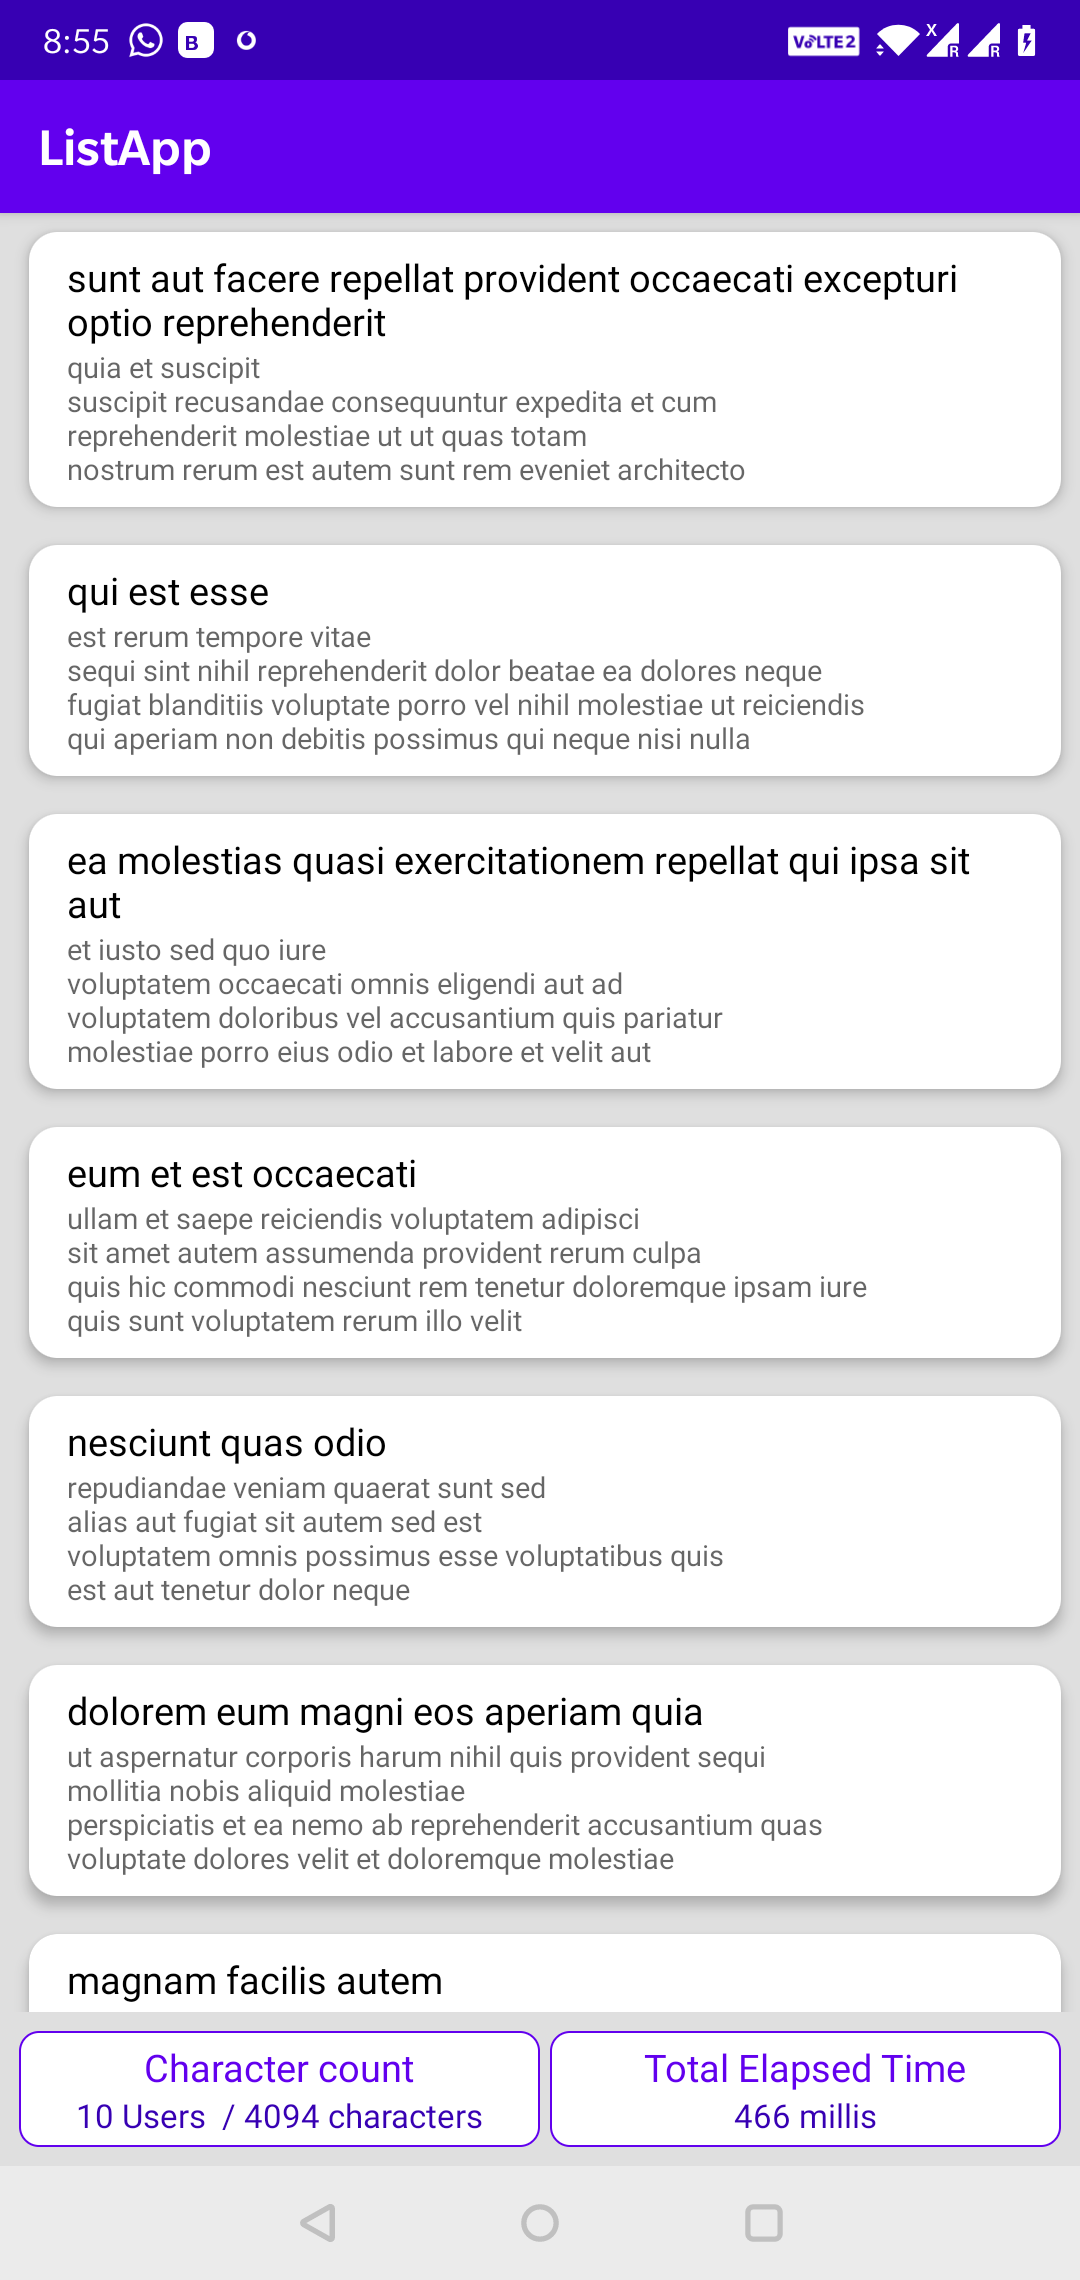 8:55
B
VoLTE2
X
R
R
ListApp
sunt aut facere repellat provident occaecati excepturi
optio reprehenderit
quia et suscipit
suscipit recusandae consequuntur expedita et cum
reprehenderit molestiae ut ut quas totam
nostrum rerum est autem sunt rem eveniet architecto
qui est esse
est rerum tempore vitae
sequi sint nihil reprehenderit dolor beatae ea dolores neque
fugiat blanditiis voluptate porro vel nihil molestiae ut reiciendis
qui aperiam non debitis possimus qui neque nisi nulla
ea molestias quasi exercitationem repellat qui ipsa sit
aut
et iusto sed quo iure
voluptatem occaecati omnis eligendi aut ad
voluptatem doloribus vel accusantium quis pariatur
molestiae porro eius odio et labore et velit aut
eum et est occaecati
ullam et saepe reiciendis voluptatem adipisci
sit amet autem assumenda provident rerum culpa
quis hic commodi nesciunt rem tenetur doloremque ipsam iure
quis sunt voluptatem rerum illo velit
nesciunt quas odio
repudiandae veniam quaerat sunt sed
alias aut fugiat sit autem sed est
voluptatem omnis possimus esse voluptatibus quis
est aut tenetur dolor neque
dolorem eum magni eos aperiam quia
ut aspernatur corporis harum nihil quis provident sequi
mollitia nobis aliquid molestiae
perspiciatis et ea nemo ab reprehenderit accusantium quas
voluptate dolores velit et doloremque molestiae
magnam facilis autem
Character count
10 Users  / 4094 characters
Total Elapsed Time
466 millis